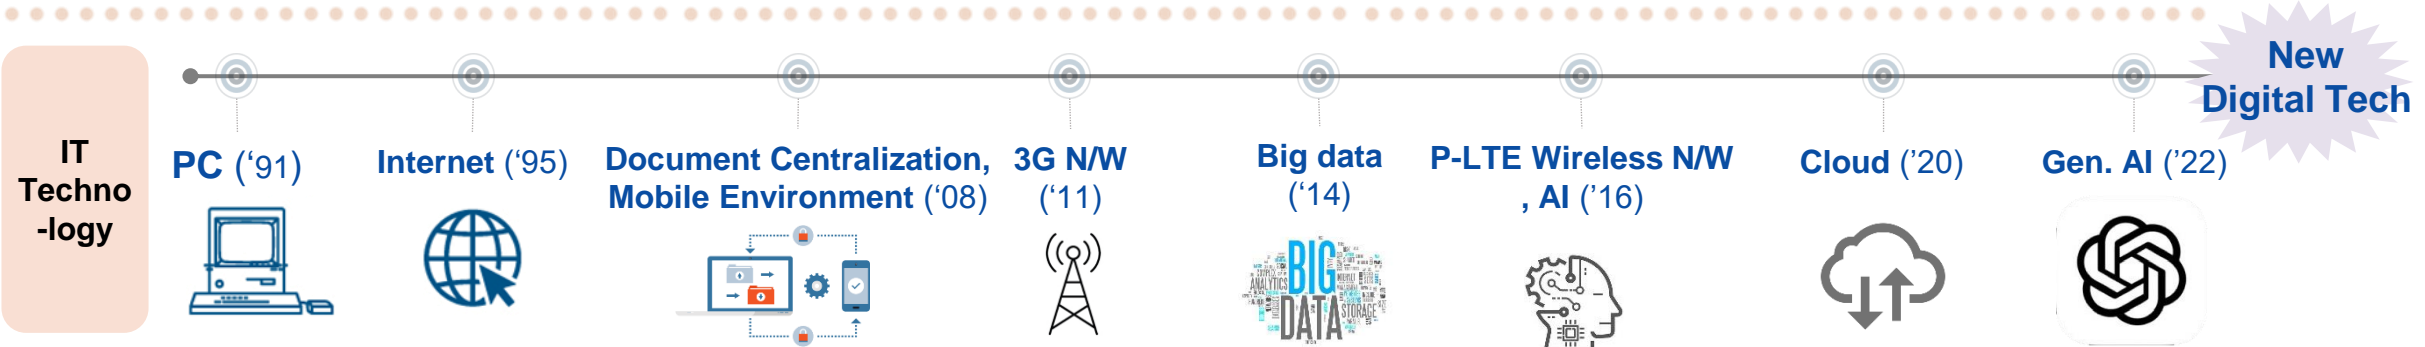 New
Digital Tech
IT
Techno
-logy
PC (‘91)
Internet (‘95)
Document Centralization,
Mobile Environment (‘08)
3G N/W
(‘11)
Big data
(‘14)
P-LTE Wireless N/W
, AI (’16)
Cloud (’20)
Gen. AI (’22)
BIG
DATA
ANALYTICS
STORAGE